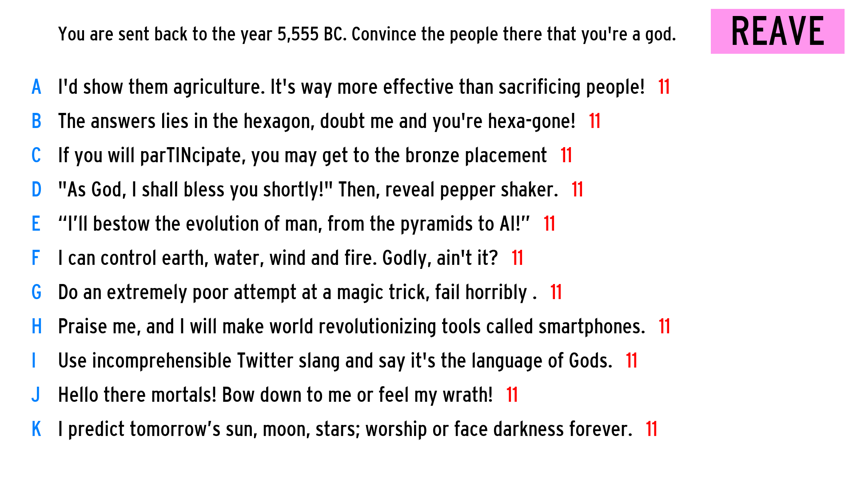 You are sent back to the year 5,555 BC. Convince the people there that you're a god.
REAVE
A I'd show them agriculture. It's way more effective than sacrificing people! 11
B The answers lies in the hexagon, doubt me and you're hexa-gone! 11
C If you will parTINcipate, you may get to the bronze placement 11
D "As God, I shall bless you shortly!" Then, reveal pepper shaker. 11
E “I’ll bestow the evolution of man, from the pyramids to AI!” 11
F I can control earth, water, wind and fire. Godly, ain't it? 11
G Do an extremely poor attempt at a magic trick, fail horribly . 11
H Praise me, and I will make world revolutionizing tools called smartphones. 11
I Use incomprehensible Twitter slang and say it's the language of Gods. 11
J Hello there mortals! Bow down to me or feel my wrath! 11
K I predict tomorrow’s sun, moon, stars; worship or face darkness forever. 11